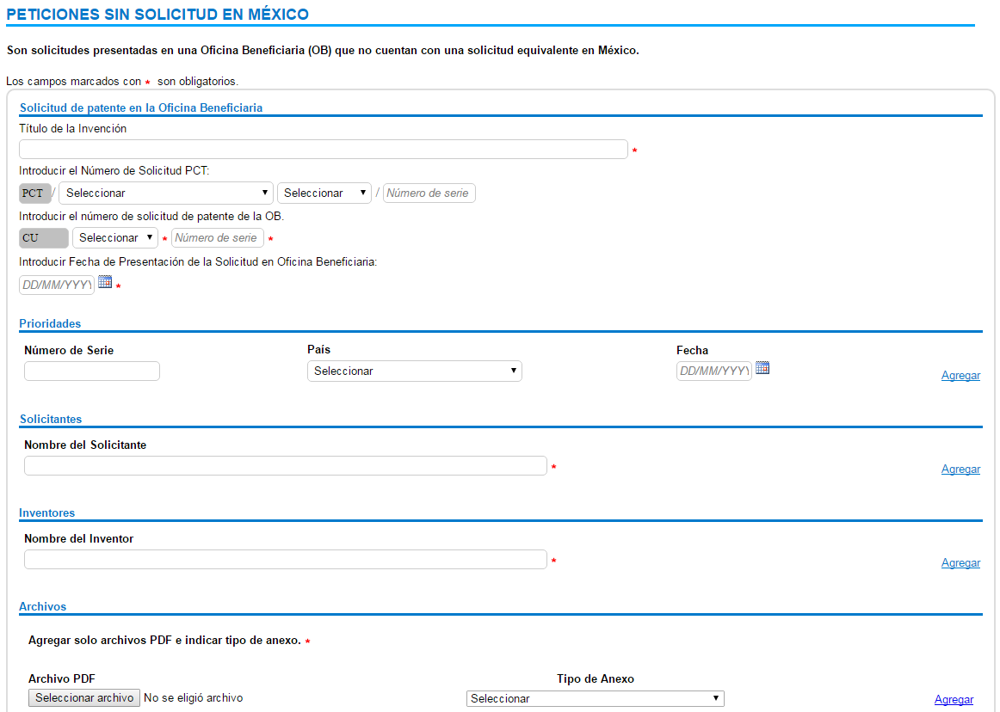 PETICIONES SIN SOLICITUD EN MÉXICO
Son solicitudes presentadas en una Oficina Beneficiaria (OB) que no cuentan con una solicitud equivalente en México.
Los campos marcados con * son obligatorios.
Solicitud de patente en la Oficina Beneficiaria
Título de la Invención
*
Introducir el Número de Solicitud PCT:
PCT / Seleccionar Seleccionar / Número de serie
Introducir el número de solicitud de patente de la OB.
CU Seleccionar * Número de serie *
Introducir Fecha de Presentación de la Solicitud en Oficina Beneficiaria:
DD/MM/YYYY *
Prioridades
Número de Serie País Fecha
Seleccionar DD/MM/YYYY Agregar
Solicitantes
Nombre del Solicitante
* Agregar
Inventores
Nombre del Inventor
* Agregar
Archivos
Agregar solo archivos PDF e indicar tipo de anexo. *
Archivo PDF Tipo de Anexo
Seleccionar archivo No se eligió archivo Seleccionar Agregar